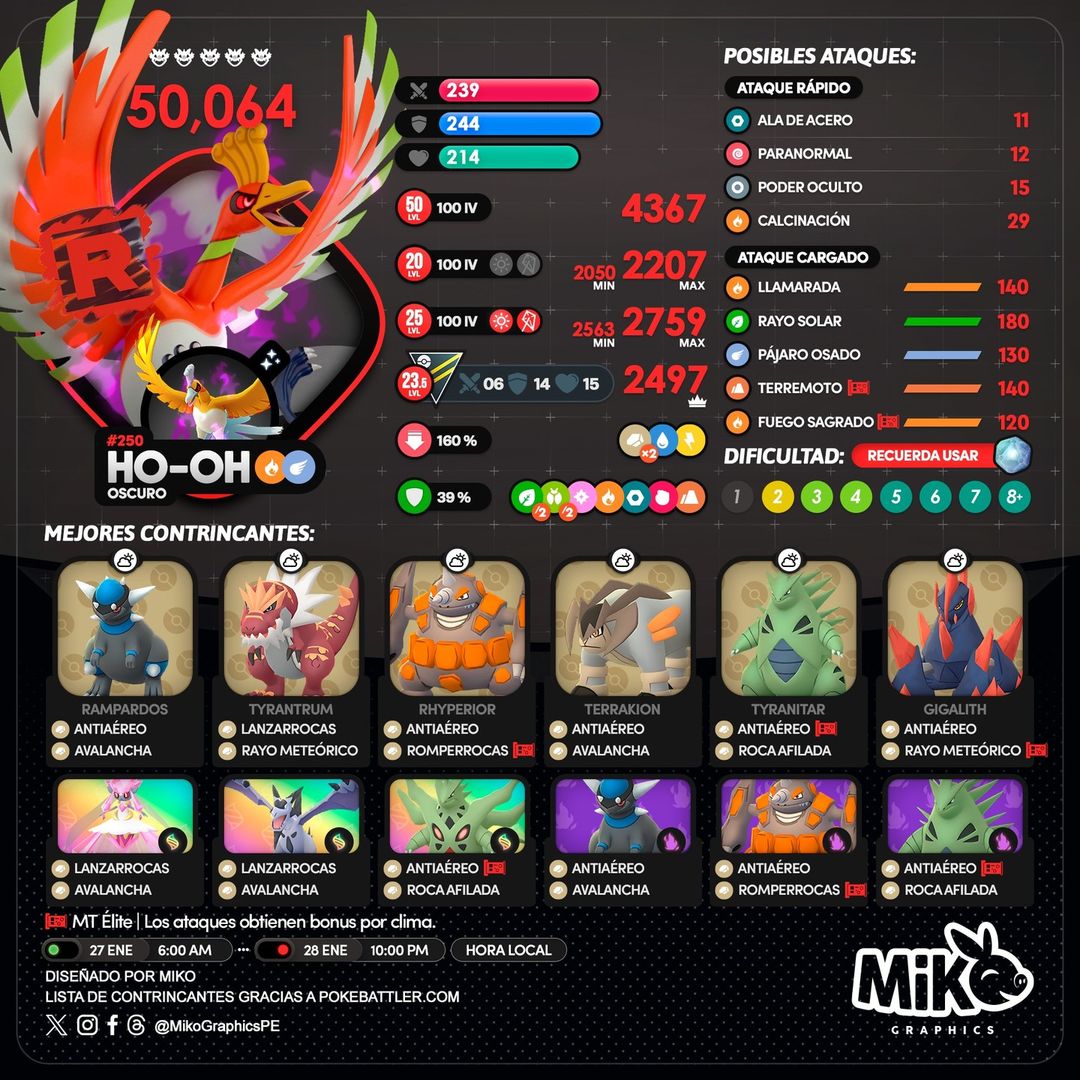 50,064
R
#250
HO-OH
OSCURO
239
244
214
50 LVL 100 IV 4367
20 LVL 100 IV 2050 MIN 2207 MAX
25 LVL 100 IV 2563 MIN 2759 MAX
23.5 LVL 06 14 15 2497
160 %
x2
39 %
/2 /2
POSIBLES ATAQUES:
ATAQUE RÁPIDO
ALA DE ACERO 11
PARANORMAL 12
PODER OCULTO 15
CALCINACIÓN 29
ATAQUE CARGADO
LLAMARADA 140
RAYO SOLAR 180
PÁJARO OSADO 130
TERREMOTO 140
FUEGO SAGRADO 120
DIFICULTAD: RECUERDA USAR
1 2 3 4 5 6 7 8+
MEJORES CONTRINCANTES:
RAMPARDOS
ANTIAÉREO
AVALANCHA
TYRANTRUM
LANZARROCAS
RAYO METEÓRICO
RHYPERIOR
ANTIAÉREO
ROMPERROCAS
TERRAKION
ANTIAÉREO
AVALANCHA
TYRANITAR
ANTIAÉREO
ROCA AFILADA
GIGALITH
ANTIAÉREO
RAYO METEÓRICO
LANZARROCAS
AVALANCHA
LANZARROCAS
AVALANCHA
ANTIAÉREO
ROCA AFILADA
ANTIAÉREO
AVALANCHA
ANTIAÉREO
ROMPERROCAS
ANTIAÉREO
ROCA AFILADA
MT Élite | Los ataques obtienen bonus por clima.
27 ENE 6:00 AM ... 28 ENE 10:00 PM HORA LOCAL
DISEÑADO POR MIKO
LISTA DE CONTRINCANTES GRACIAS A POKEBATTLER.COM
@MikoGraphicsPE
MiKO
GRAPHICS